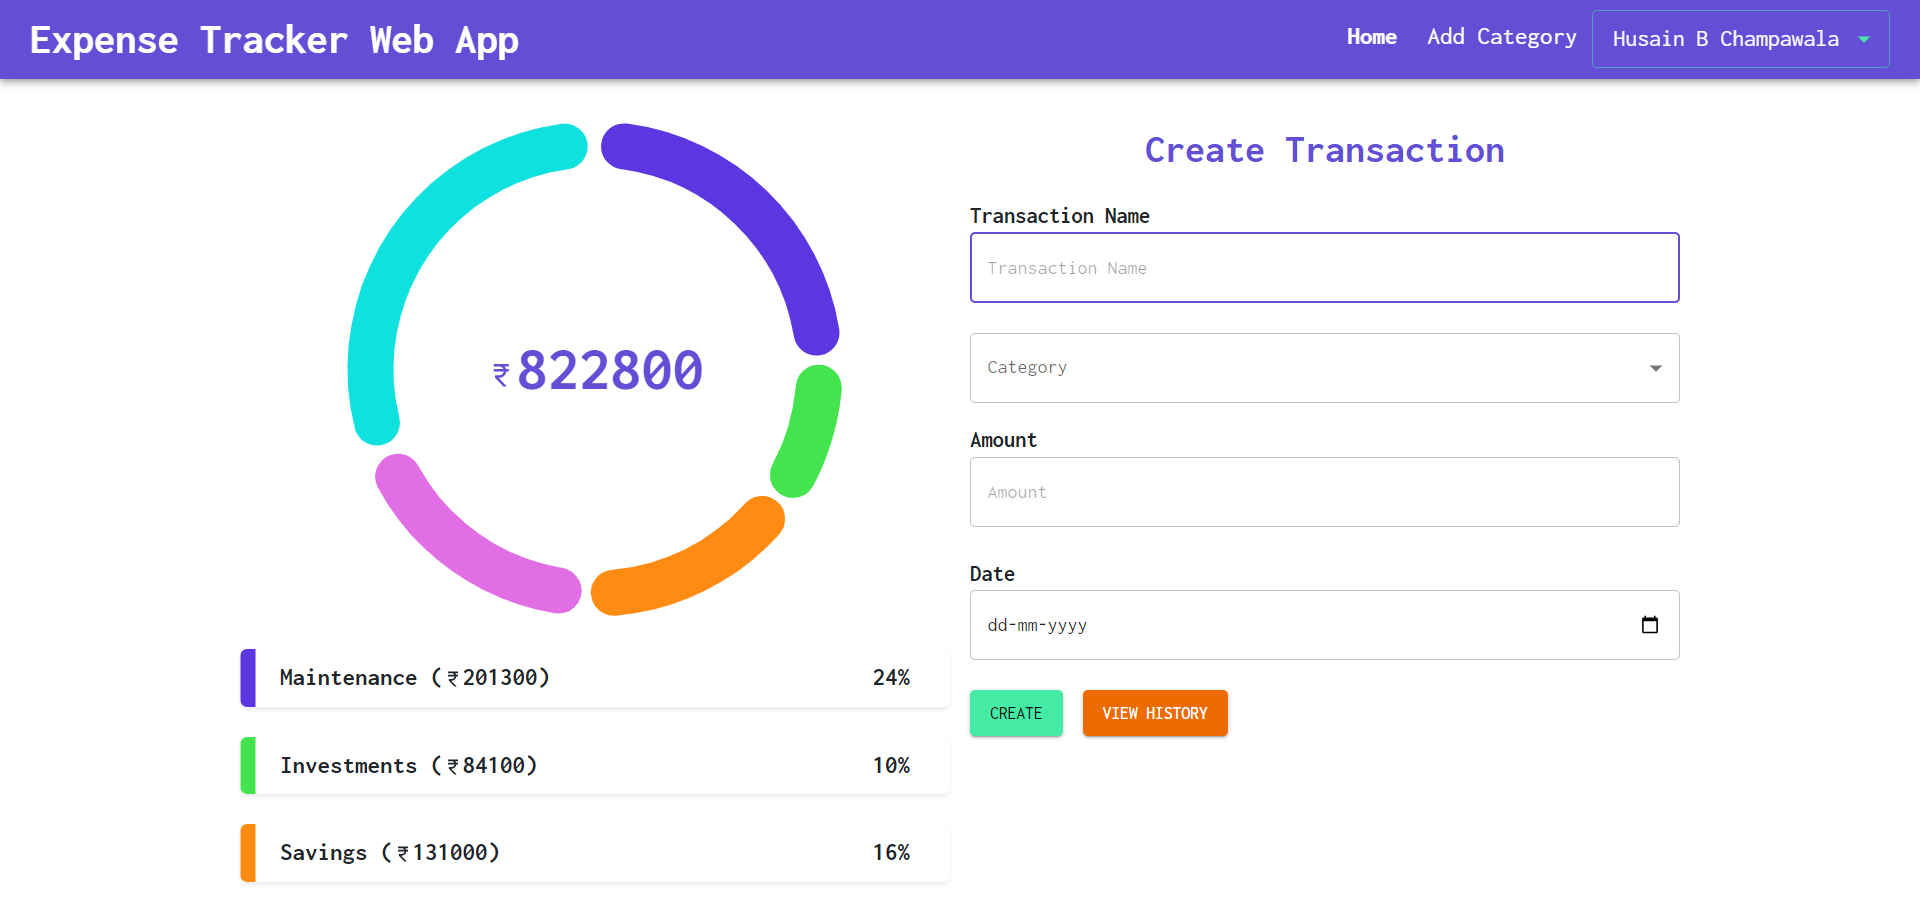 Expense Tracker Web App
Home Add Category Husain B Champawala
₹822800
Maintenance (₹201300) 24%
Investments (₹84100) 10%
Savings (₹131000) 16%
Create Transaction
Transaction Name
Transaction Name
Category
Amount
Amount
Date
dd-mm-yyyy
CREATE VIEW HISTORY